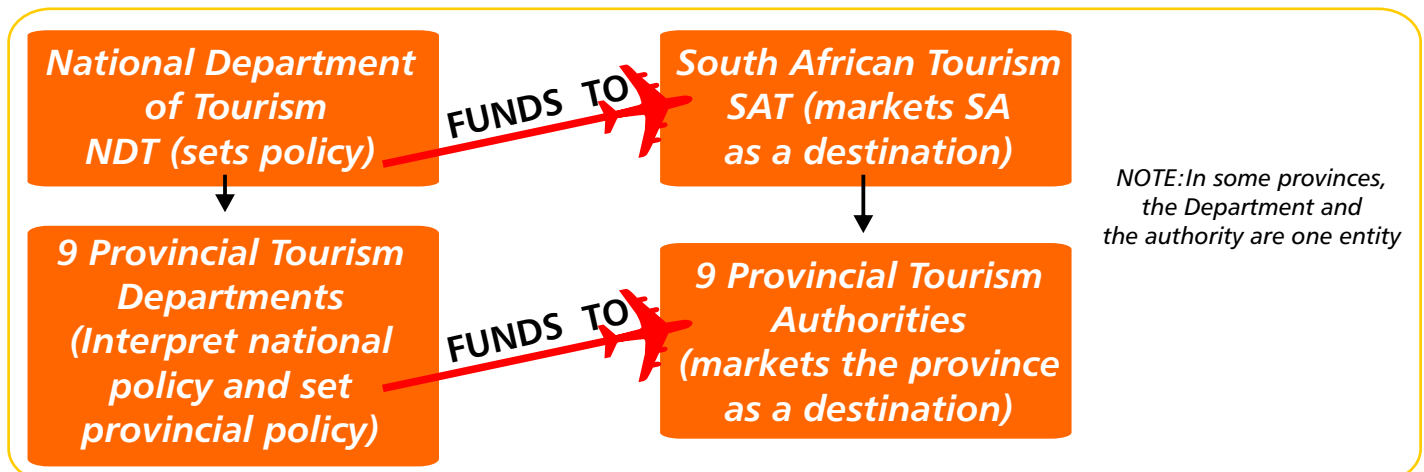 National Department
of Tourism
NDT (sets policy)
FUNDS TO
South African Tourism
SAT (markets SA
as a destination)
NOTE:In some provinces,
the Department and
the authority are one entity
9 Provincial Tourism
Departments
(Interpret national
policy and set
provincial policy)
FUNDS TO
9 Provincial Tourism
Authorities
(markets the province
as a destination)